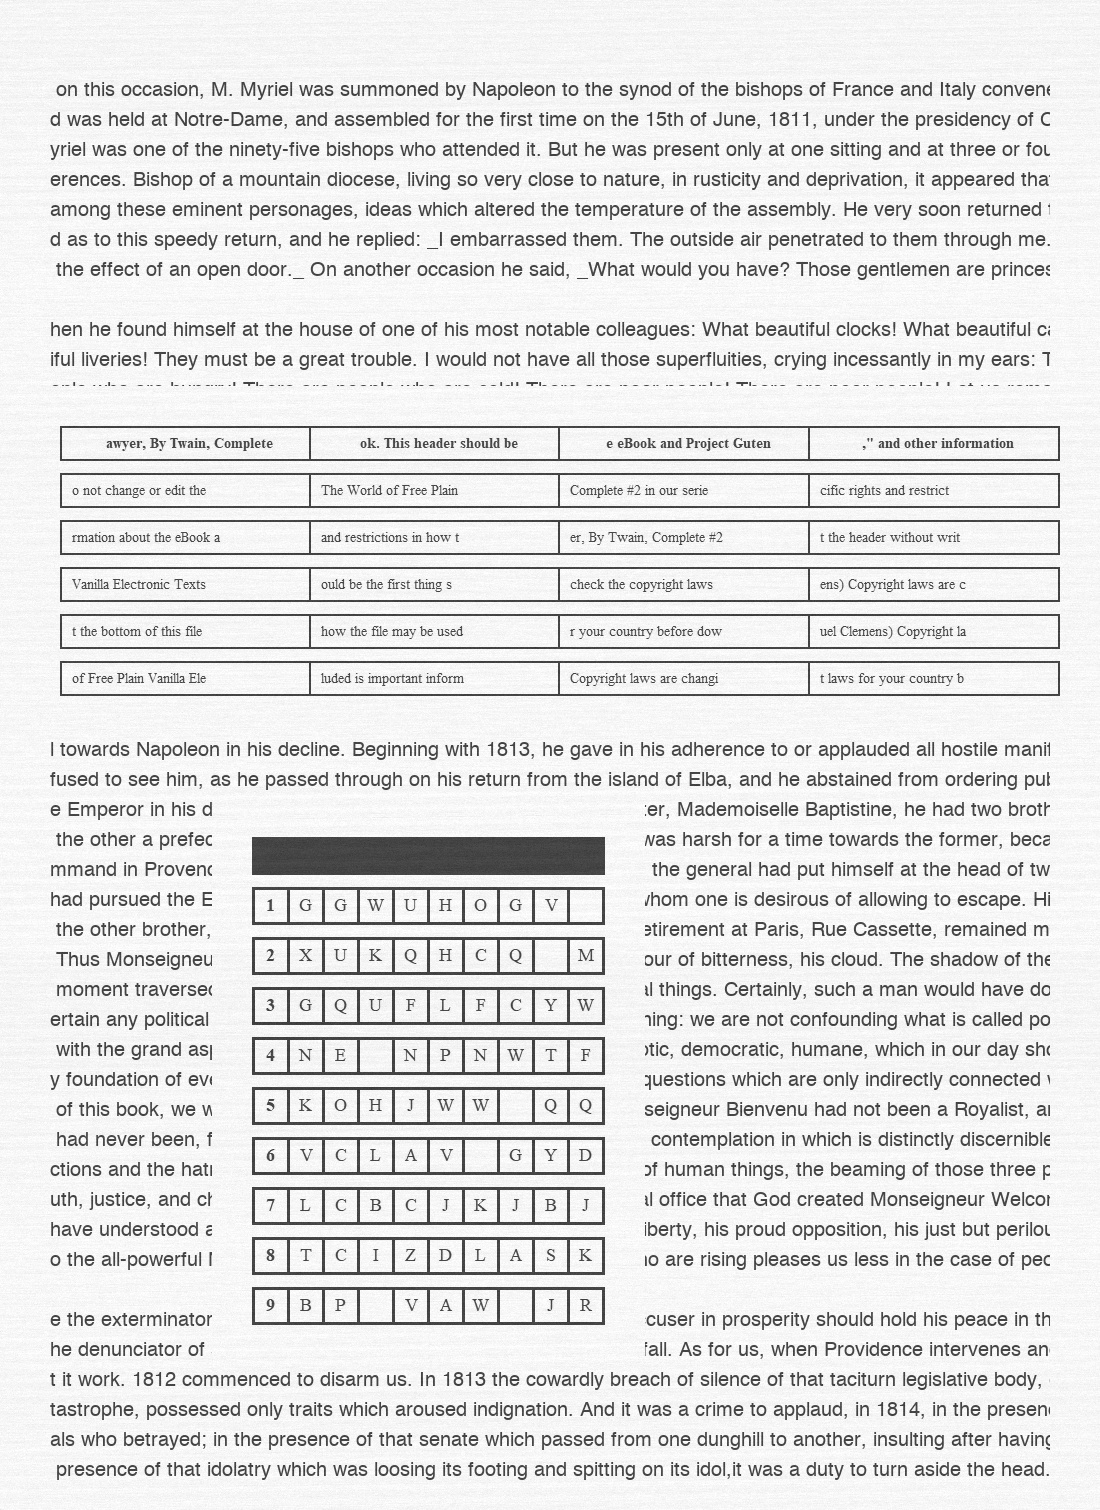 on this occasion, M. Myriel was summoned by Napoleon to the synod of the bishops of France and Italy convene
d was held at Notre-Dame, and assembled for the first time on the 15th of June, 1811, under the presidency of
yriel was one of the ninety-five bishops who attended it. But he was present only at one sitting and at three or fou
erences. Bishop of a mountain diocese, living so very close to nature, in rusticity and deprivation, it appeared that
among these eminent personages, ideas which altered the temperature of the assembly. He very soon returned
d as to this speedy return, and he replied: _I embarrassed them. The outside air penetrated to them through me.
the effect of an open door._ On another occasion he said, _What would you have? Those gentlemen are princes
hen he found himself at the house of one of his most notable colleagues: What beautiful clocks! What beautiful ca
iful liveries! They must be a great trouble. I would not have all those superfluities, crying incessantly in my ears: T
awyer, By Twain, Complete ok. This header should be e eBook and Project Guten ," and other information
o not change or edit the The World of Free Plain Complete #2 in our serie cific rights and restrict
rmation about the eBook a and restrictions in how t er, By Twain, Complete #2 t the header without writ
Vanilla Electronic Texts ould be the first thing s check the copyright laws ens) Copyright laws are c
t the bottom of this file how the file may be used r your country before dow uel Clemens) Copyright la
of Free Plain Vanilla Ele luded is important inform Copyright laws are changi t laws for your country b
l towards Napoleon in his decline. Beginning with 1813, he gave in his adherence to or applauded all hostile manif
fused to see him, as he passed through on his return from the island of Elba, and he abstained from ordering pub
e Emperor in his d er, Mademoiselle Baptistine, he had two broth
the other a prefec was harsh for a time towards the former, beca
mmand in Provenc the general had put himself at the head of tw
had pursued the E whom one is desirous of allowing to escape. Hi
the other brother, etirement at Paris, Rue Cassette, remained m
Thus Monseigneu our of bitterness, his cloud. The shadow of the
moment traversed al things. Certainly, such a man would have do
ertain any political ning: we are not confounding what is called po
with the grand asp otic, democratic, humane, which in our day sho
y foundation of eve questions which are only indirectly connected
of this book, we w seigneur Bienvenu had not been a Royalist, an
had never been, f contemplation in which is distinctly discernible
ctions and the hatr of human things, the beaming of those three p
uth, justice, and ch al office that God created Monseigneur Welcom
have understood a iberty, his proud opposition, his just but perilou
o the all-powerful ho are rising pleases us less in the case of peo
e the exterminator cuser in prosperity should hold his peace in th
he denunciator of fall. As for us, when Providence intervenes and
1 G G W U H O G V
2 X U K Q H C Q M
3 G Q U F L F C Y W
4 N E N P N W T F
5 K O H J W W Q Q
6 V C L A V G Y D
7 L C B C J K J B J
8 T C I Z D L A S K
9 B P V A W J R
t it work. 1812 commenced to disarm us. In 1813 the cowardly breach of silence of that taciturn legislative body,
tastrophe, possessed only traits which aroused indignation. And it was a crime to applaud, in 1814, in the presenc
als who betrayed; in the presence of that senate which passed from one dunghill to another, insulting after having
presence of that idolatry which was loosing its footing and spitting on its idol,it was a duty to turn aside the head.